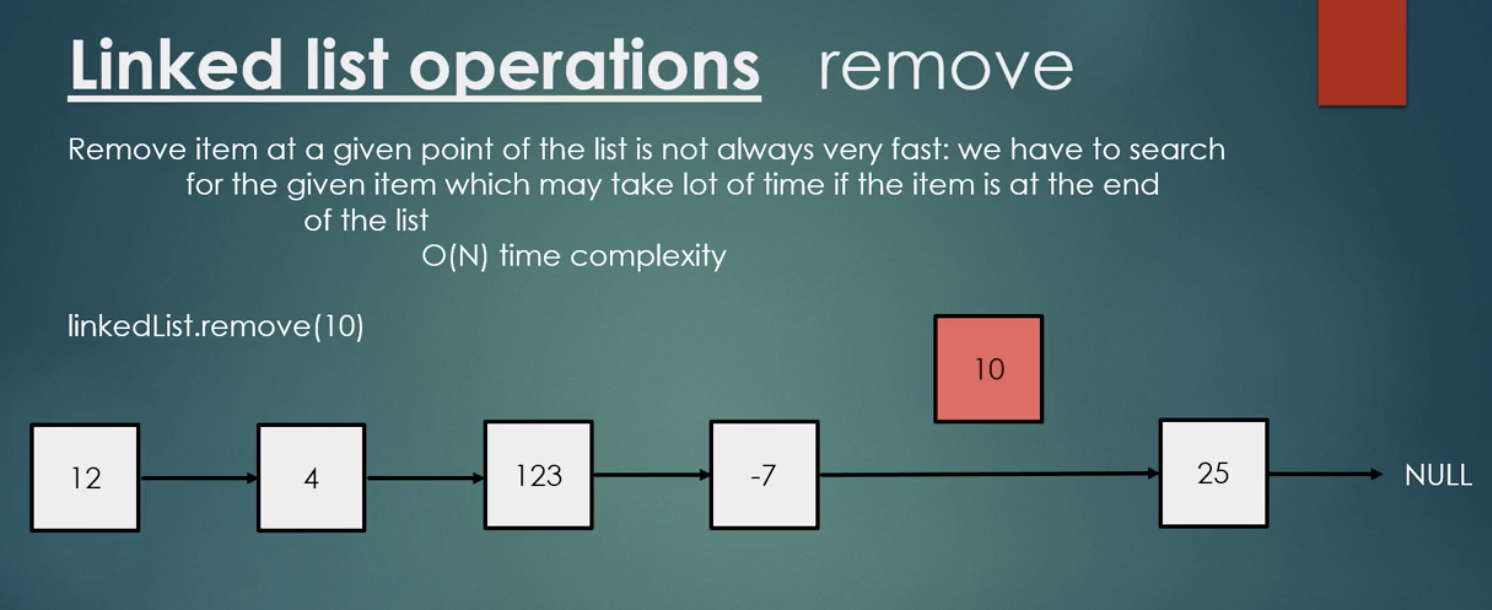 Linked list operations remove
Remove item at a given point of the list is not always very fast: we have to search
for the given item which may take lot of time if the item is at the end
of the list
O(N) time complexity
linkedList.remove(10)
10
12 4 123 -7 25 NULL